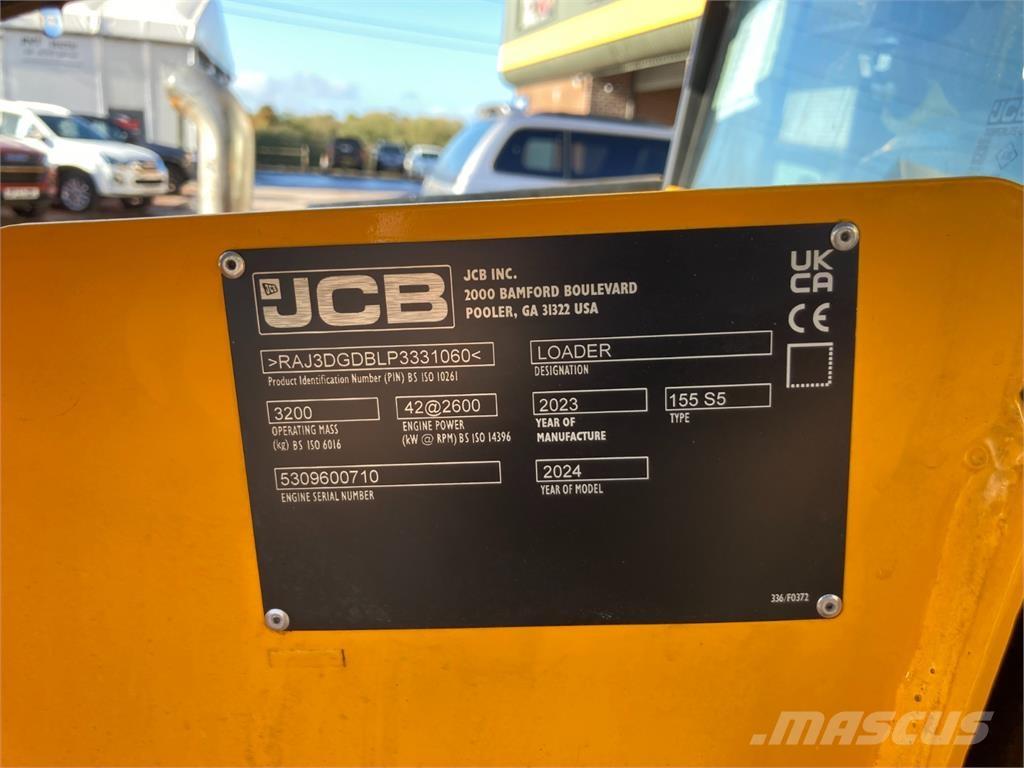 JCB
JCB INC.
2000 BAMFORD BOULEVARD
POOLER, GA 31322 USA
UK
CA
CE
>RAJ3DGDBLP3331060<
Product Identification Number (PIN) BS ISO 10261
LOADER
DESIGNATION
3200
OPERATING MASS
(kg) BS ISO 6016
42@2600
ENGINE POWER
(kW @ RPM) BS ISO 14396
2023
YEAR OF
MANUFACTURE
155 S5
TYPE
5309600710
ENGINE SERIAL NUMBER
2024
YEAR OF MODEL
336/F0372
JCB
MASCUS